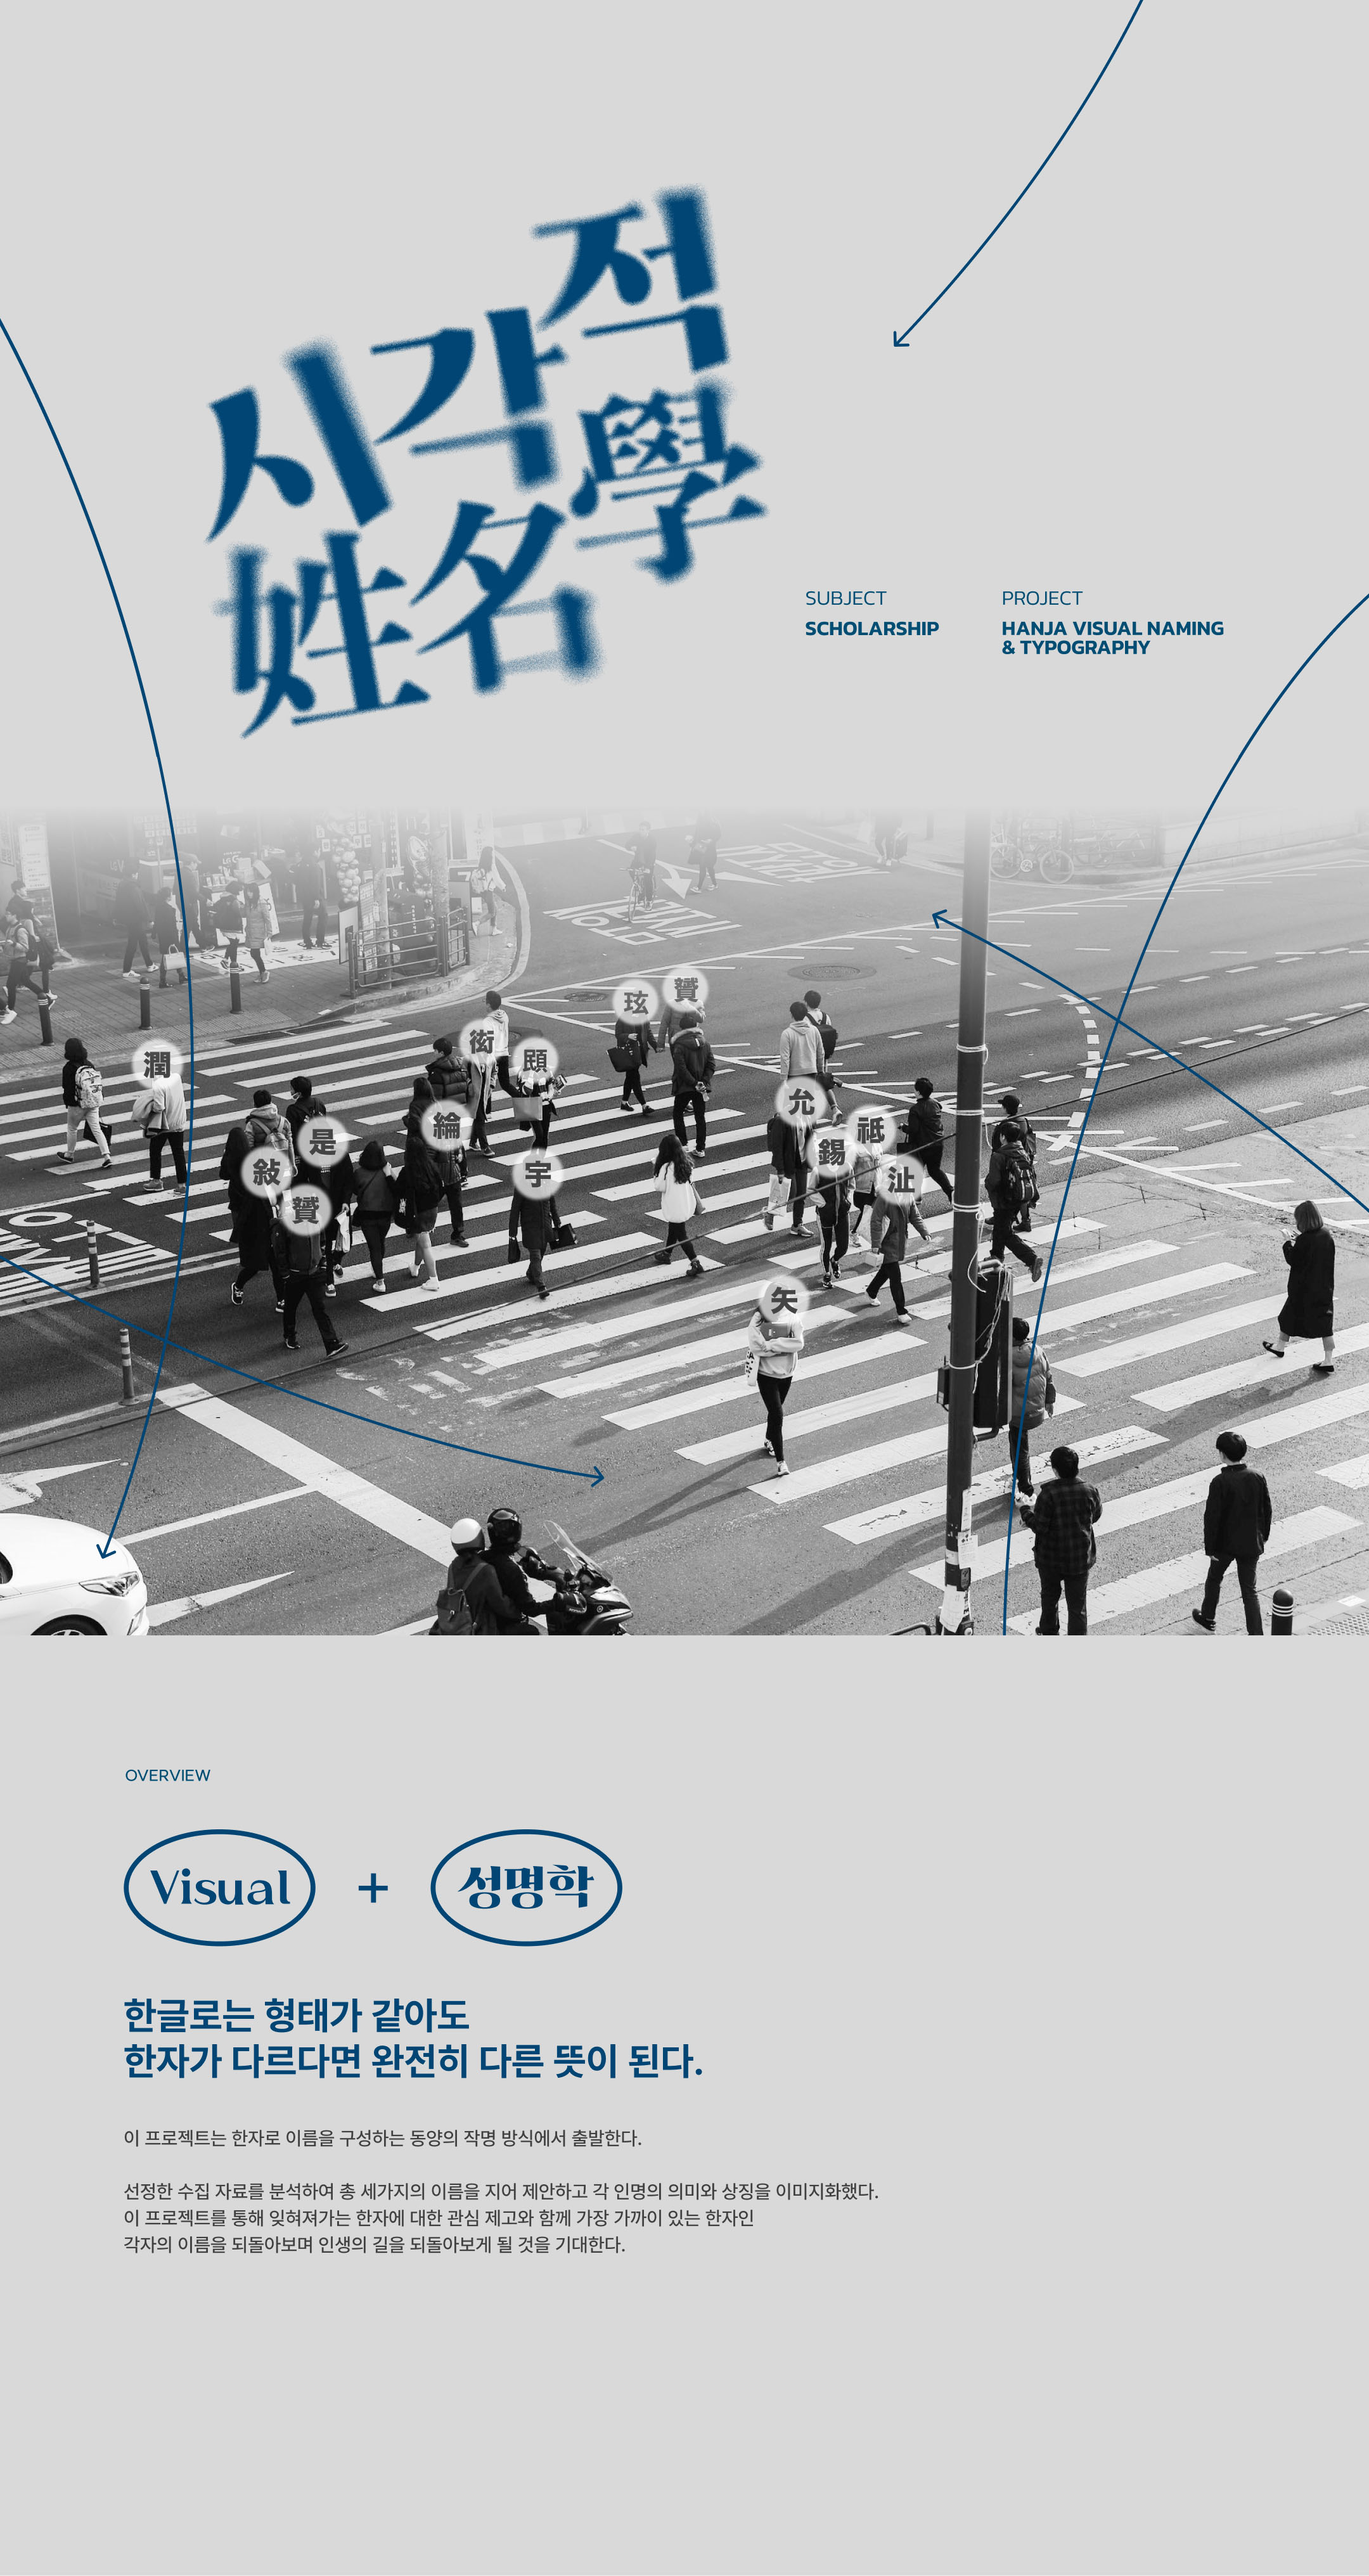 시각적
姓名學
SUBJECT
SCHOLARSHIP
PROJECT
HANJA VISUAL NAMING
& TYPOGRAPHY
玹
贇
衒
潤
頣
綸
允
祗
是
錫
敍
宇
沚
贇
矢
OVERVIEW
Visual + 성명학
한글로는 형태가 같아도
한자가 다르다면 완전히 다른 뜻이 된다.
이 프로젝트는 한자로 이름을 구성하는 동양의 작명 방식에서 출발한다.
선정한 수집 자료를 분석하여 총 세가지의 이름을 지어 제안하고 각 인명의 의미와 상징을 이미지화했다.
이 프로젝트를 통해 잊혀져가는 한자에 대한 관심 제고와 함께 가장 가까이 있는 한자인
각자의 이름을 되돌아보며 인생의 길을 되돌아보게 될 것을 기대한다.